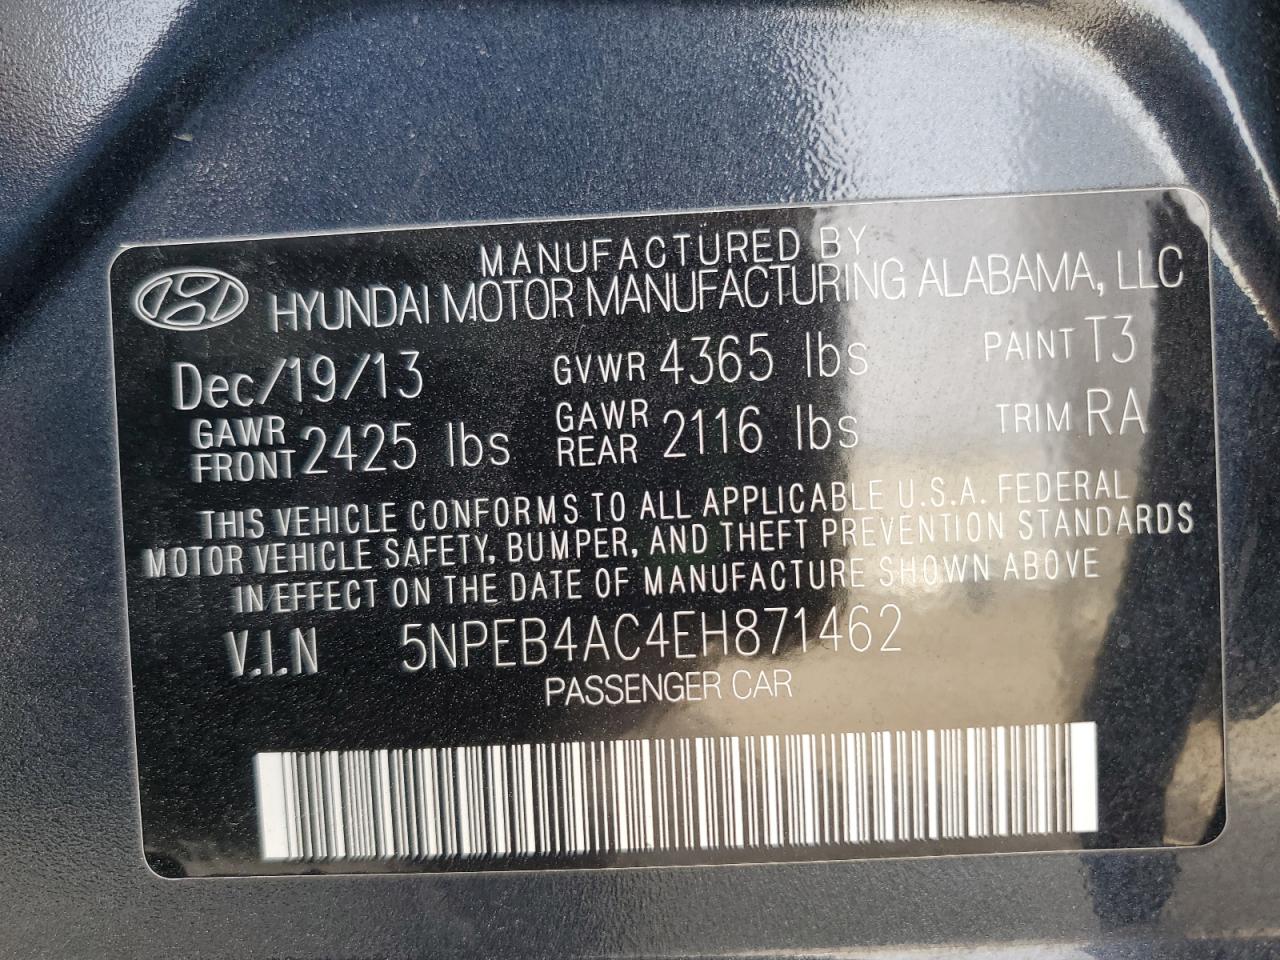 MANUFACTURED BY
HYUNDAI MOTOR MANUFACTURING ALABAMA, LLC
Dec/19/13 GVWR 4365 lbs PAINT T3
GAWR FRONT 2425 lbs GAWR REAR 2116 lbs TRIM RA
THIS VEHICLE CONFORMS TO ALL APPLICABLE U.S.A. FEDERAL
MOTOR VEHICLE SAFETY, BUMPER, AND THEFT PREVENTION STANDARDS
IN EFFECT ON THE DATE OF MANUFACTURE SHOWN ABOVE
V.I.N 5NPEB4AC4EH871462
PASSENGER CAR